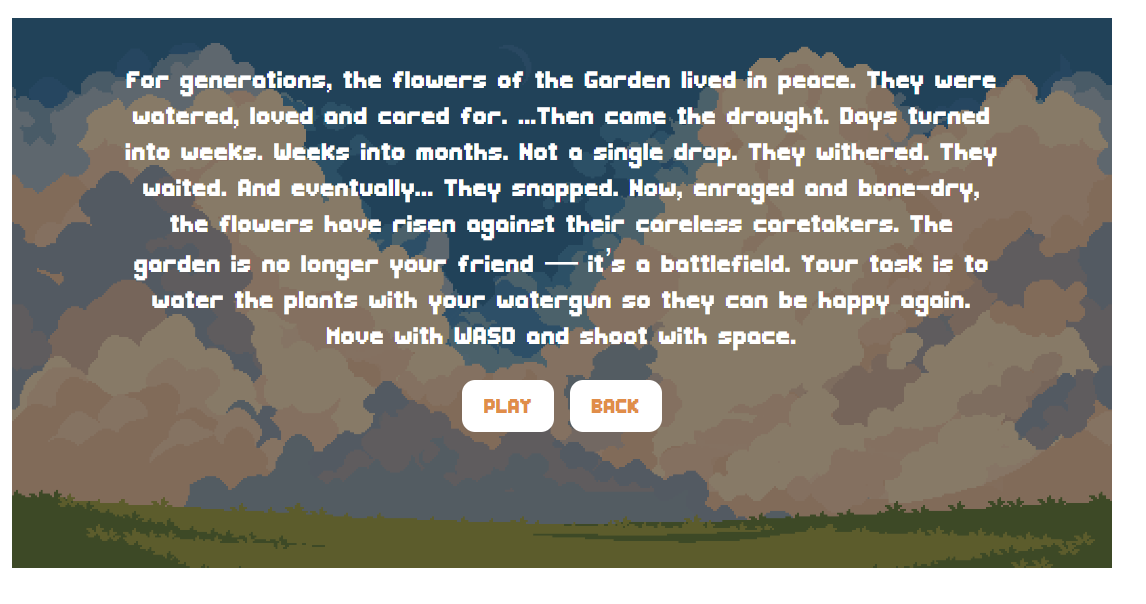 For generations, the flowers of the Garden lived in peace. They were
watered, loved and cared for. ...Then came the drought. Days turned
into weeks. Weeks into months. Not a single drop. They withered. They
waited. And eventually... They snapped. Now, enraged and bone-dry,
the flowers have risen against their careless caretakers. The
garden is no longer your friend — it's a battlefield. Your task is to
water the plants with your watergun so they can be happy again.
Move with WASD and shoot with space.
PLAY BACK